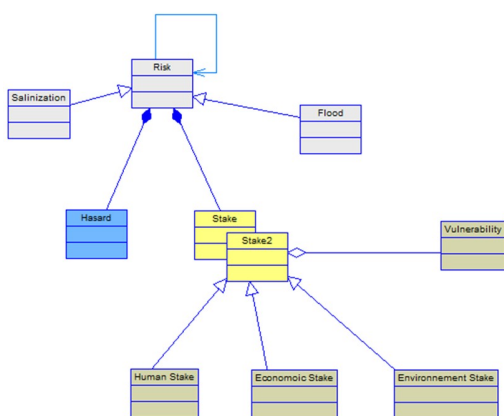 Risk
Salinization
Flood
Hasard
Stake
Stake2
Vulnerability
Human Stake
Economoic Stake
Environnement Stake